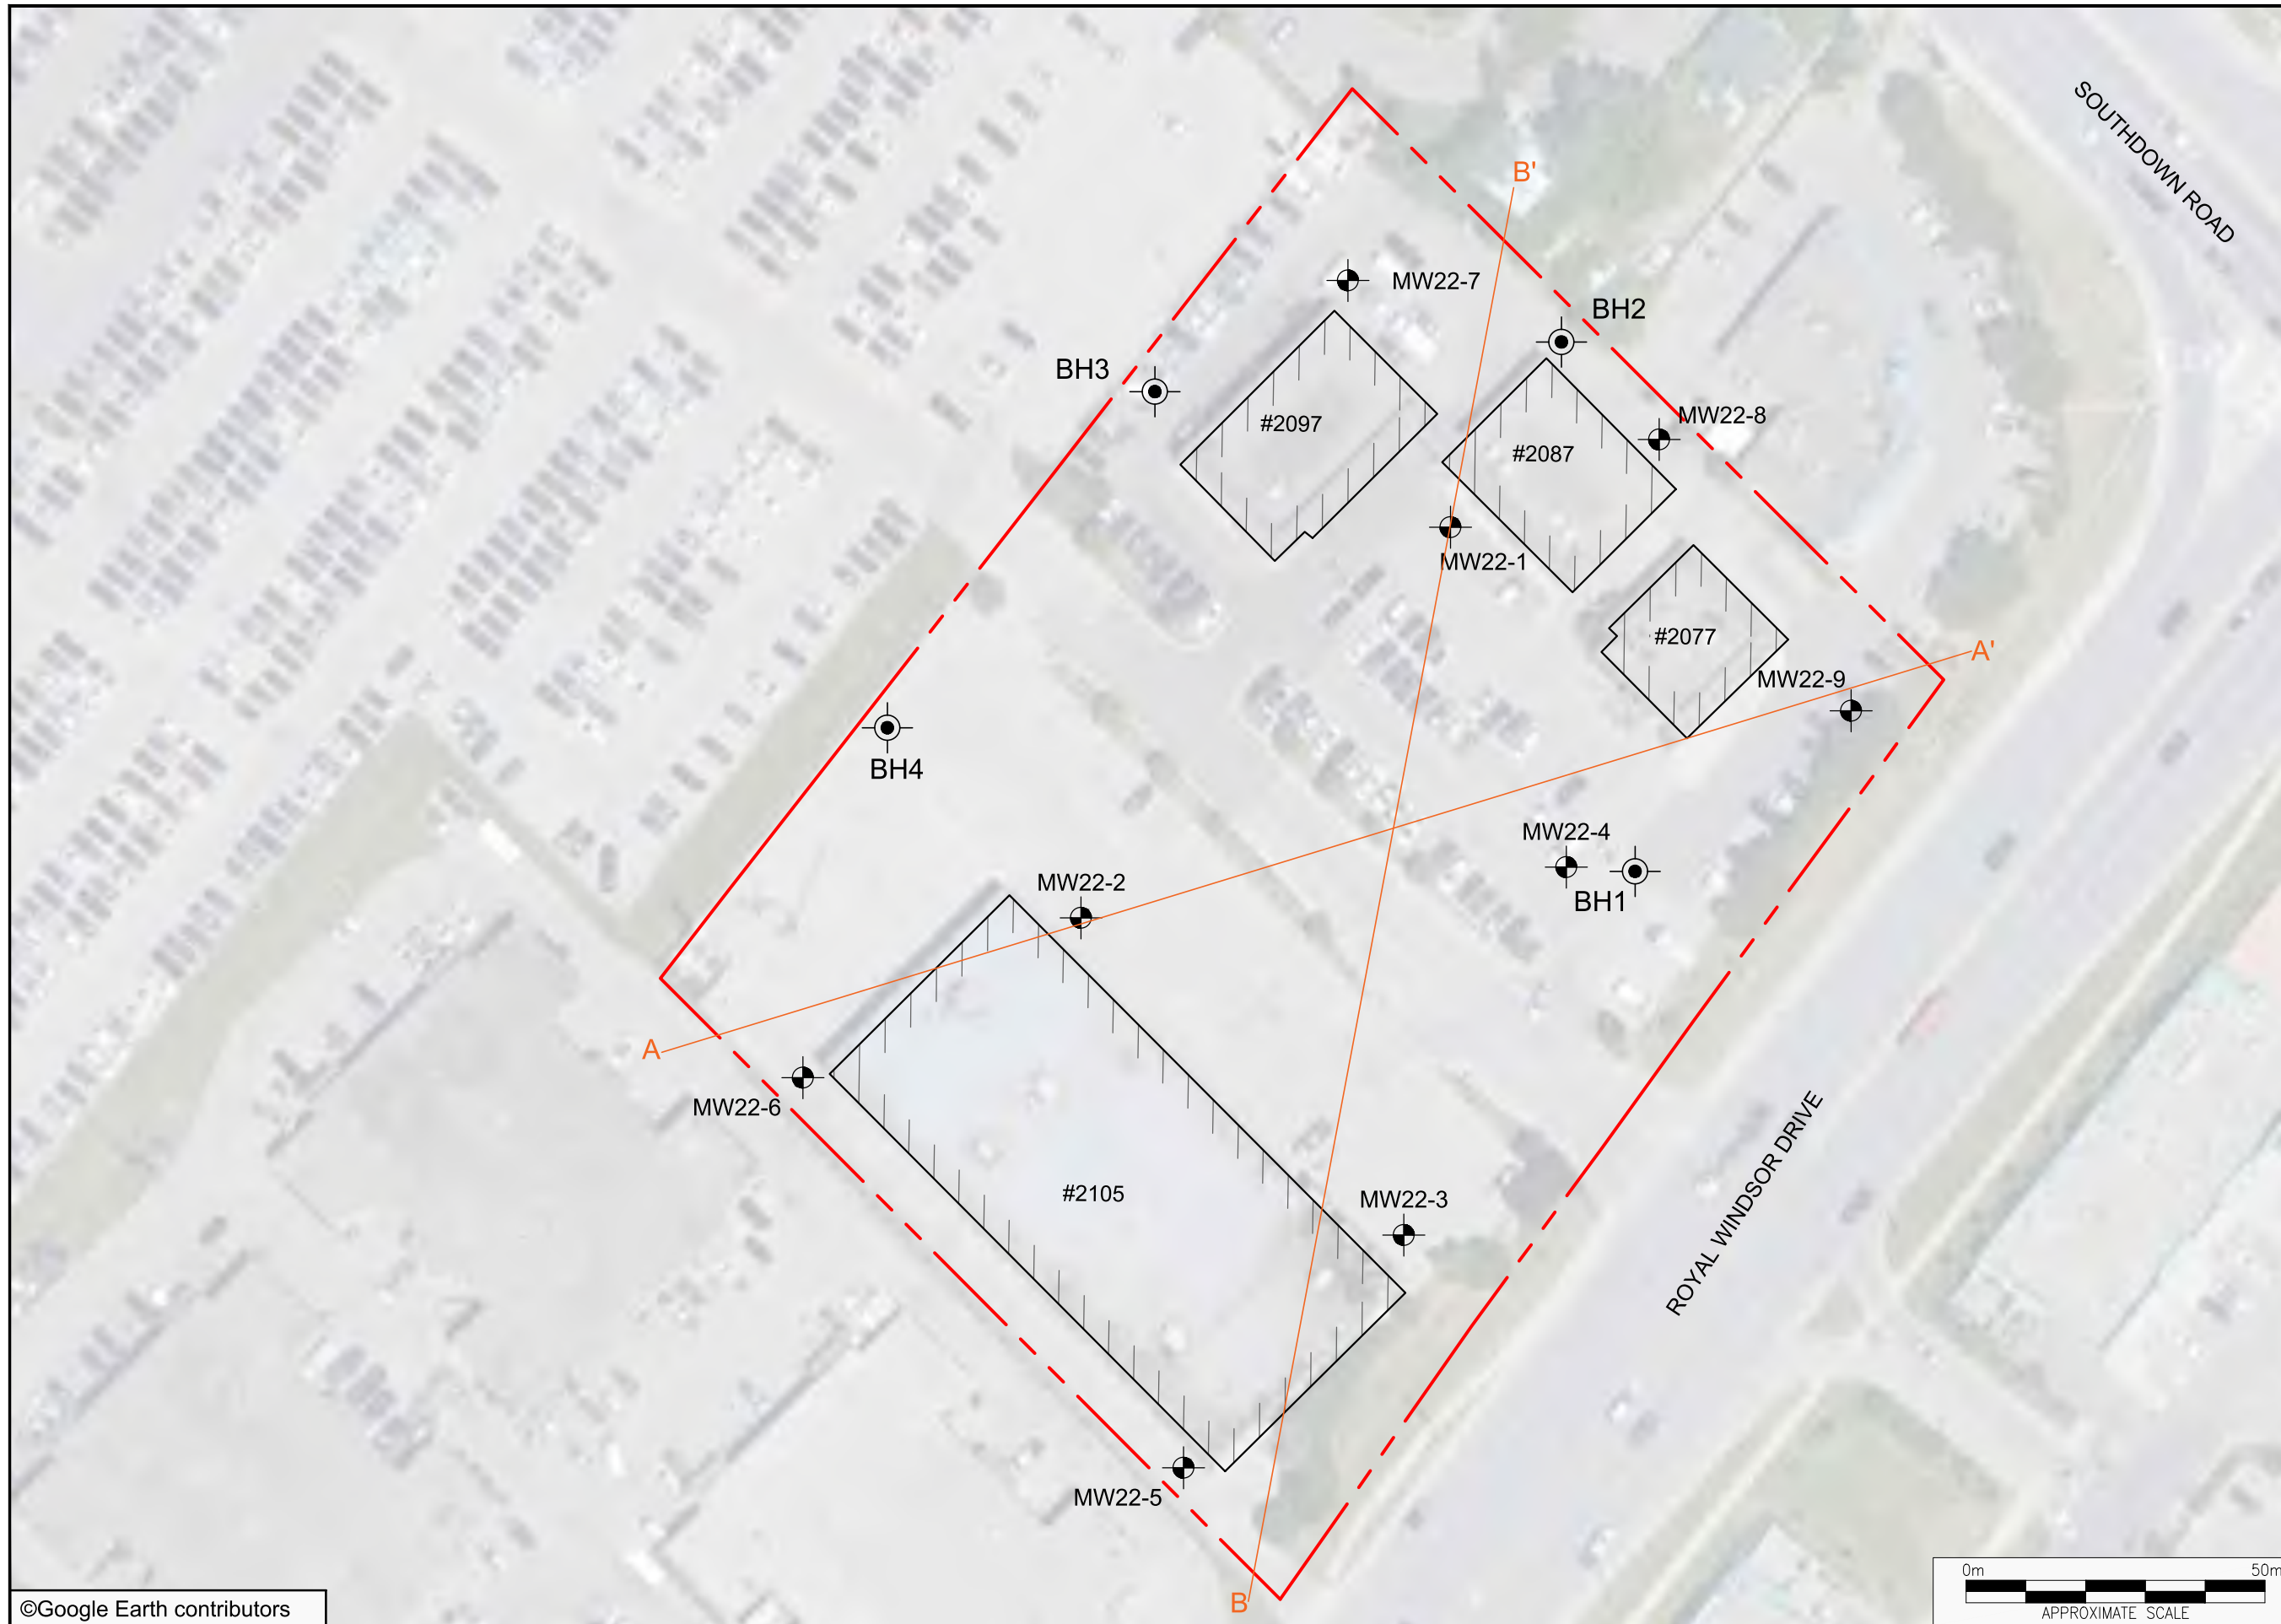 SOUTHDOWN ROAD
B'
MW22-7
BH2
BH3
MW22-8
#2097
#2087
MW22-1
#2077
A'
MW22-9
BH4
MW22-4
MW22-2
BH1
A
MW22-6
ROYAL WINDSOR DRIVE
#2105
MW22-3
MW22-5
B
0m 50m
APPROXIMATE SCALE
©Google Earth contributors